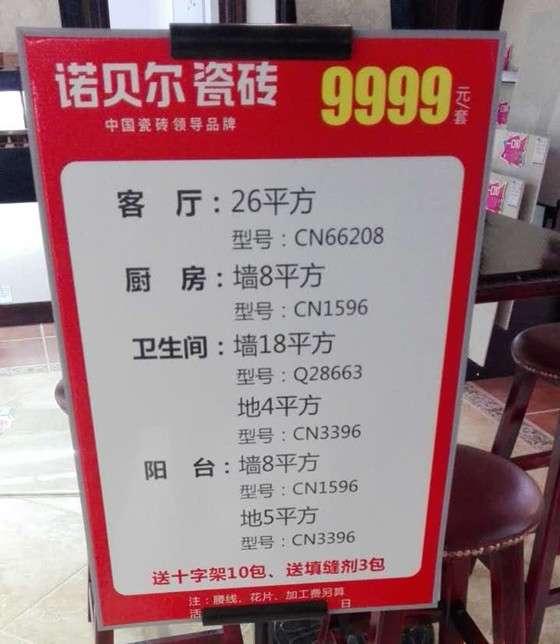 诺贝尔瓷砖 9999元/套
中国瓷砖领导品牌
客 厅：26平方
型号：CN66208
厨 房：墙8平方
型号：CN1596
卫生间：墙18平方
型号：Q28663
地4平方
型号：CN3396
阳 台：墙8平方
型号：CN1596
地5平方
型号：CN3396
送十字架10包、送填缝剂3包
注：腰线、花片、加工费另算
活 日